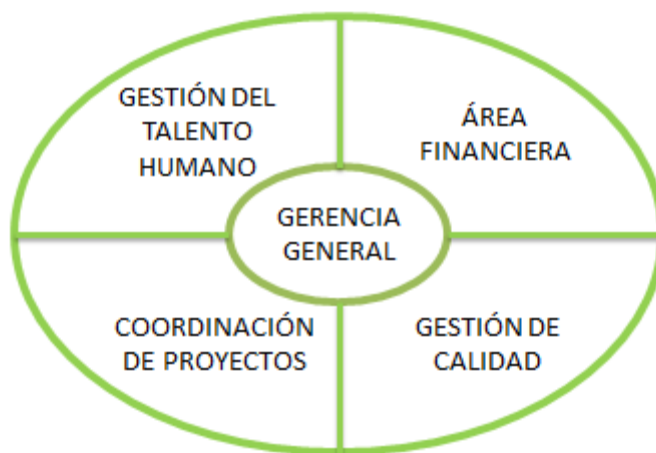 GESTIÓN DEL
TALENTO
HUMANO
ÁREA
FINANCIERA
GERENCIA
GENERAL
COORDINACIÓN
DE PROYECTOS
GESTIÓN DE
CALIDAD